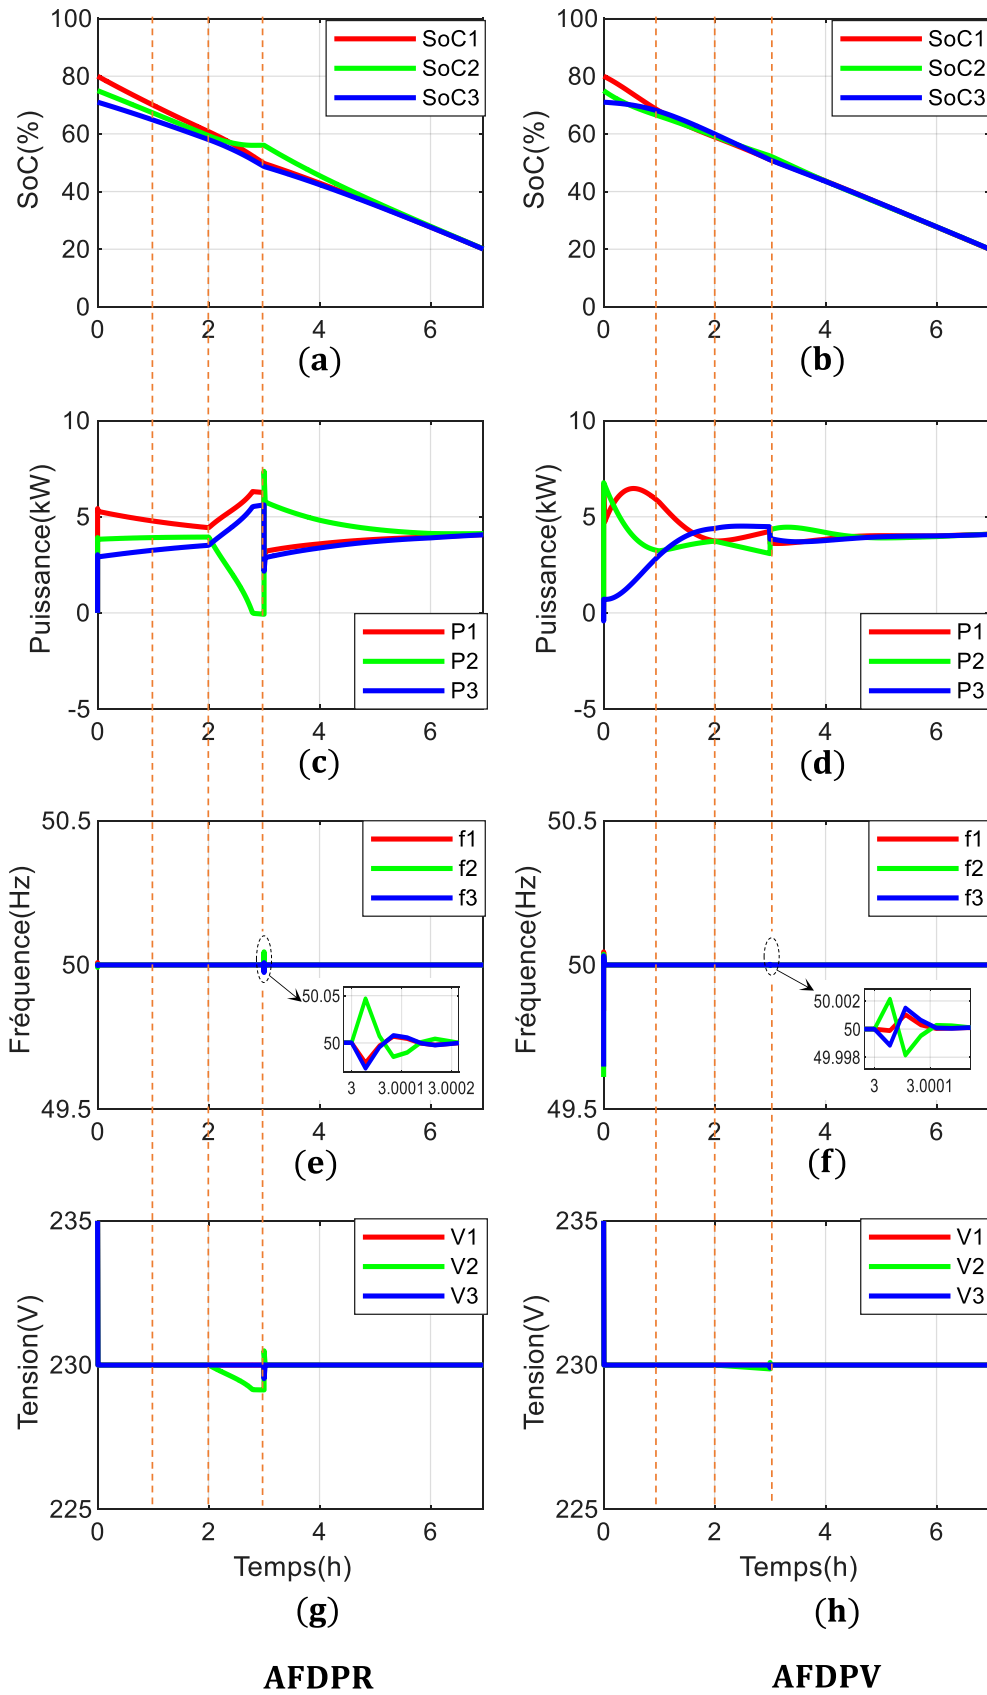 100
80
60
40
20
0
SoC(%)
SoC1
SoC2
SoC3
0
2
4
6
(a)
100
80
60
40
20
0
SoC(%)
SoC1
SoC2
SoC3
0
2
4
6
(b)
10
5
0
-5
Puissance(kW)
P1
P2
P3
0
2
4
6
(c)
10
5
0
-5
Puissance(kW)
P1
P2
P3
0
2
4
6
(d)
50.5
50
49.5
Fréquence(Hz)
f1
f2
f3
50.05
50
3
3.0001
3.0002
0
2
4
6
(e)
50.5
50
49.5
Fréquence(Hz)
f1
f2
f3
50.002
50
49.998
3
3.0001
0
2
4
6
(f)
235
230
225
Tension(V)
V1
V2
V3
0
2
4
6
Temps(h)
(g)
235
230
225
Tension(V)
V1
V2
V3
0
2
4
6
Temps(h)
(h)
AFDPR
AFDPV